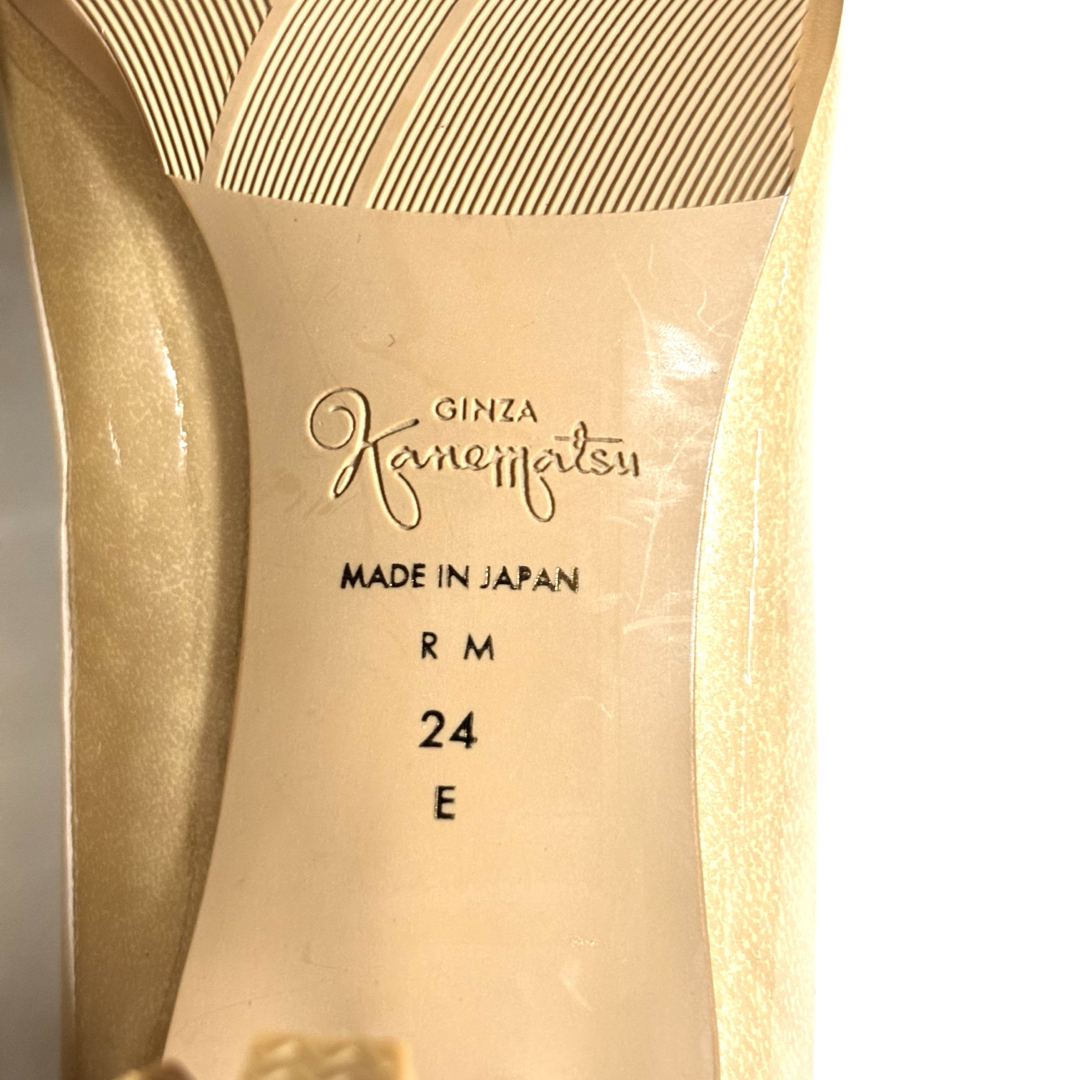 GINZA
Kanematsu
MADE IN JAPAN
R M
24
E